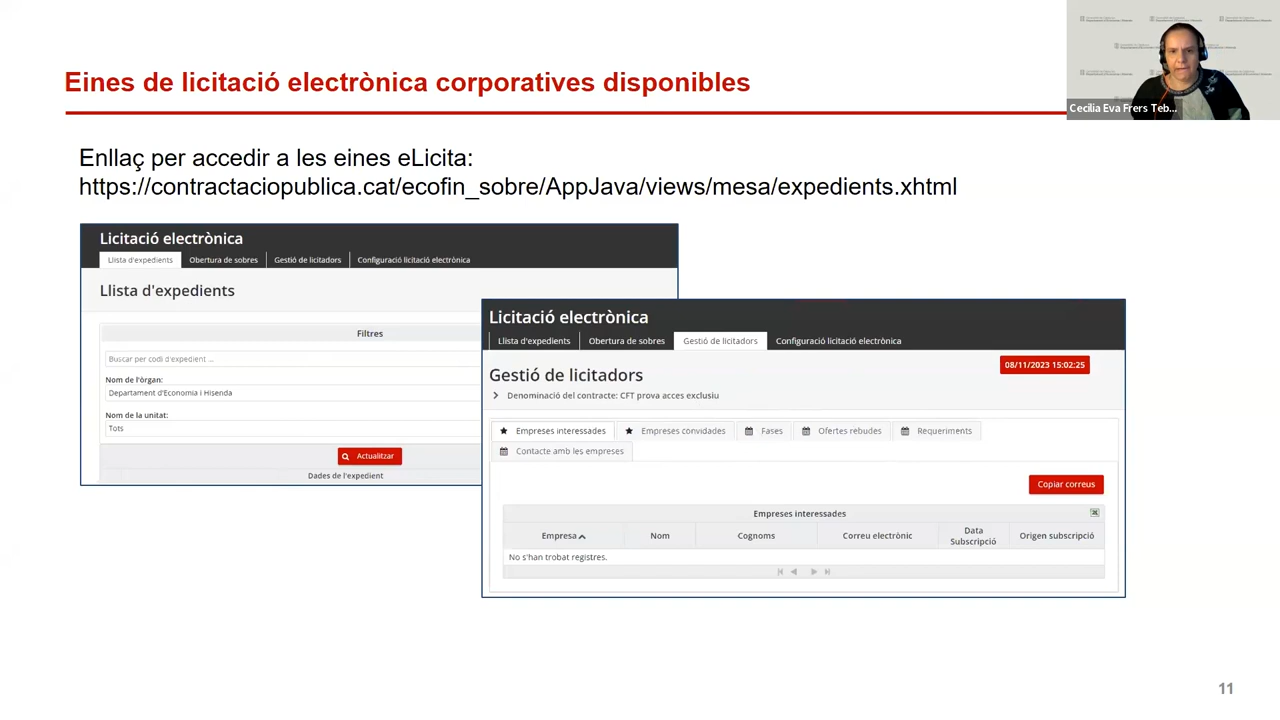 Eines de licitació electrònica corporatives disponibles
Cecília Eva Frers Teb...
Enllaç per accedir a les eines eLicita:
https://contractaciopublica.cat/ecofin_sobre/AppJava/views/mesa/expedients.xhtml
Licitació electrònica
Llista d'expedients Obertura de sobres Gestió de licitadors Configuració licitació electrònica
Llista d'expedients
Filtres
Buscar per codi d'expedient ...
Nom de l'òrgan:
Departament d'Economia i Hisenda
Nom de la unitat:
Tots
Actualitzar
Dades de l'expedient
Licitació electrònica
Llista d'expedients Obertura de sobres Gestió de licitadors Configuració licitació electrònica
08/11/2023 15:02:25
Gestió de licitadors
Denominació del contracte: CFT prova acces exclusiu
Empreses interessades Empreses convidades Fases Ofertes rebudes Requeriments
Contacte amb les empreses
Copiar correus
Empreses interessades
Empresa Nom Cognoms Correu electrònic Data Subscripció Origen subscripció
No s'han trobat registres.
11